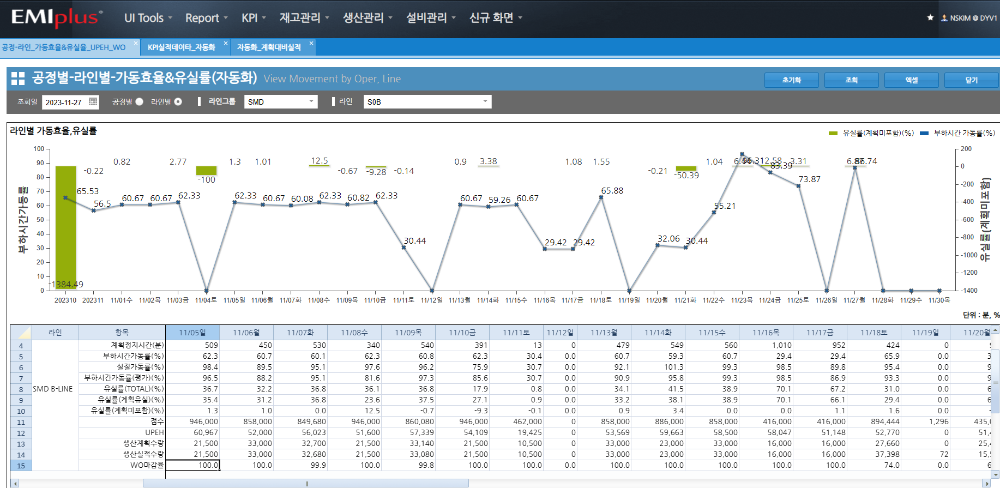 EMIplus®
UI Tools Report KPI 재고관리 생산관리 설비관리 신규 화면 NSKIM @ DYV1
공정-라인_가동효율&유실율_UPEH_WO KPI실적데이타_자동화 자동화_계획대비실적
공정별-라인별-가동효율&유실률(자동화) View Movement by Oper, Line 초기화 조회 엑셀 닫기
조회일 2023-11-27 공정별 라인별 라인그룹 SMD 라인 S0B
라인별 가동효율,유실률
유실률(계획미포함)(%) 부하시간 가동률(%)
부하시간가동률
100
90
80
70
60
50
40
30
20
10
0
-1384.49 -0.22 0.82 2.77 -100 1.3 1.01 12.5 -0.67 -9.28 -0.14 0.9 3.38 1.08 1.55 -0.21 -50.39 1.04 12.58 3.31
65.53 56.5 60.67 60.67 62.33 62.33 60.67 60.08 62.33 60.82 62.33 30.44 60.67 59.26 60.67 29.42 29.42 65.88 32.06 30.44 55.21 96.31 83.39 73.87 86.74
200
0
-200
-400
-600
-800
-1000
-1200
-1400
유실률(계획미포함)
202310 202311 11/01수 11/02목 11/03금 11/04토 11/05일 11/06월 11/07화 11/08수 11/09목 11/10금 11/11토 11/12일 11/13월 11/14화 11/15수 11/16목 11/17금 11/18토 11/19일 11/20월 11/21화 11/22수 11/23목 11/24금 11/25토 11/26일 11/27월 11/28화 11/29수 11/30목
단위 : 분, %
라인 항목 11/05일 11/06월 11/07화 11/08수 11/09목 11/10금 11/11토 11/12일 11/13월 11/14화 11/15수 11/16목 11/17금 11/18토 11/19일 11/20월
4 계획정지시간(분) 509 450 530 340 540 391 13 0 479 549 560 1,010 952 424 0
5 부하시간가동률(%) 62.3 60.7 60.1 62.3 60.8 62.3 30.4 0.0 60.7 59.3 60.7 29.4 29.4 65.9 0.0 3
6 실질가동률(%) 98.4 89.5 95.1 97.6 96.2 75.9 30.7 0.0 92.1 101.3 99.3 98.5 89.8 95.4 0.0 9
7 부하시간가동률(평가)(%) 96.5 88.2 95.1 81.6 97.3 85.6 30.7 0.0 90.9 95.8 99.3 98.5 86.9 93.3 0.0 9
8 SMD B-LINE 유실률(TOTAL)(%) 36.7 32.2 36.8 36.1 36.8 17.9 0.8 0.0 34.1 41.5 38.9 70.1 67.2 31.0 0.0 6
9 유실률(계획유실)(%) 35.4 31.2 36.8 23.6 37.5 27.1 0.9 0.0 33.2 38.1 38.9 70.1 66.1 29.4 0.0 6
10 유실률(계획미포함)(%) 1.3 1.0 0.0 12.5 -0.7 -9.3 -0.1 0.0 0.9 3.4 0.0 0.0 1.1 1.6 0.0 -
11 점수 946,000 858,000 849,680 946,000 860,080 946,000 462,000 0 858,000 886,000 858,000 416,000 416,000 894,444 1,296 435,
12 UPEH 60,967 52,000 56,023 51,600 57,339 54,109 19,425 0 53,569 59,663 58,500 58,047 51,148 52,770 0 51,
13 생산계획수량 21,500 33,000 32,700 21,500 33,140 21,500 10,500 0 33,000 23,000 33,000 16,000 16,000 27,660 0 25,
14 생산실적수량 21,500 33,000 32,680 21,500 33,080 21,500 10,500 0 33,000 23,000 33,000 16,000 16,000 37,398 72 15,
15 WO마감율 100.0 100.0 99.9 100.0 99.8 100.0 100.0 0.0 100.0 100.0 100.0 100.0 100.0 74.0 0.0 6